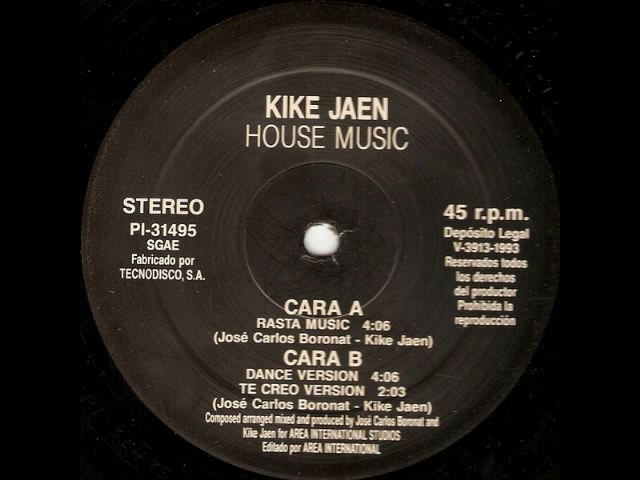 KIKE JAEN
HOUSE MUSIC
STEREO
PI-31495
SGAE
Fabricado por
TECNODISCO, S.A.
45 r.p.m.
Depósito Legal
V-3913-1993
Reservados todos
los derechos
del productor
Prohibida la
reproducción
CARA A
RASTA MUSIC 4:06
(José Carlos Boronat - Kike Jaen)
CARA B
DANCE VERSION 4:06
TE CREO VERSION 2:03
(José Carlos Boronat - Kike Jaen)
Composed arranged mixed and produced by José Carlos Boronat and
Kike Jaen for AREA INTERNATIONAL STUDIOS
Editado por AREA INTERNATIONAL